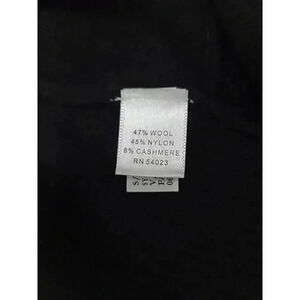 47% WOOL
45% NYLON
8% CASHMERE
RN 54023